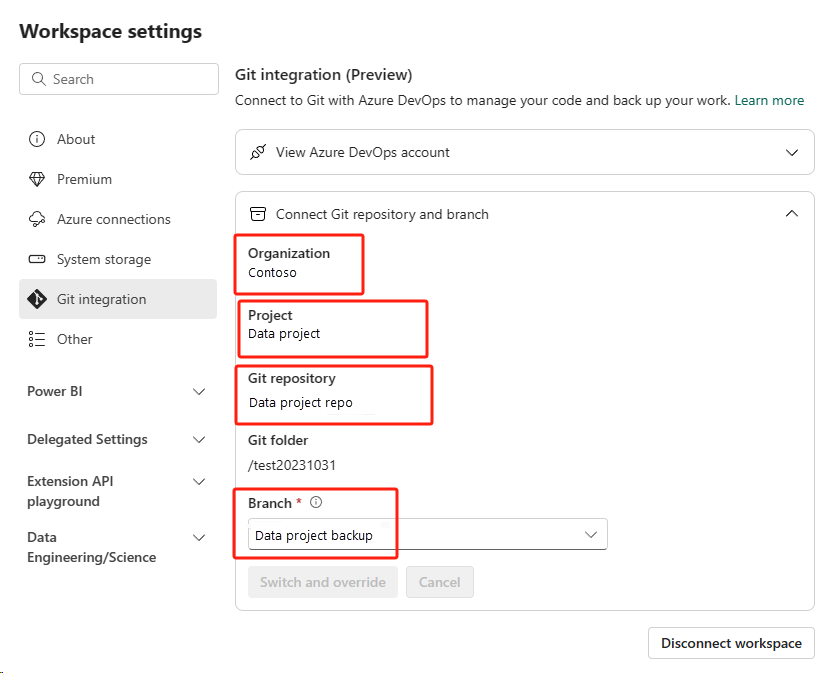 Workspace settings
Search
About
Premium
Azure connections
System storage
Git integration
Other
Power BI
Delegated Settings
Extension API
playground
Data
Engineering/Science
Git integration (Preview)
Connect to Git with Azure DevOps to manage your code and back up your work. Learn more
View Azure DevOps account
Connect Git repository and branch
Organization
Contoso
Project
Data project
Git repository
Data project repo
Git folder
/test20231031
Branch *
Data project backup
Switch and override Cancel
Disconnect workspace